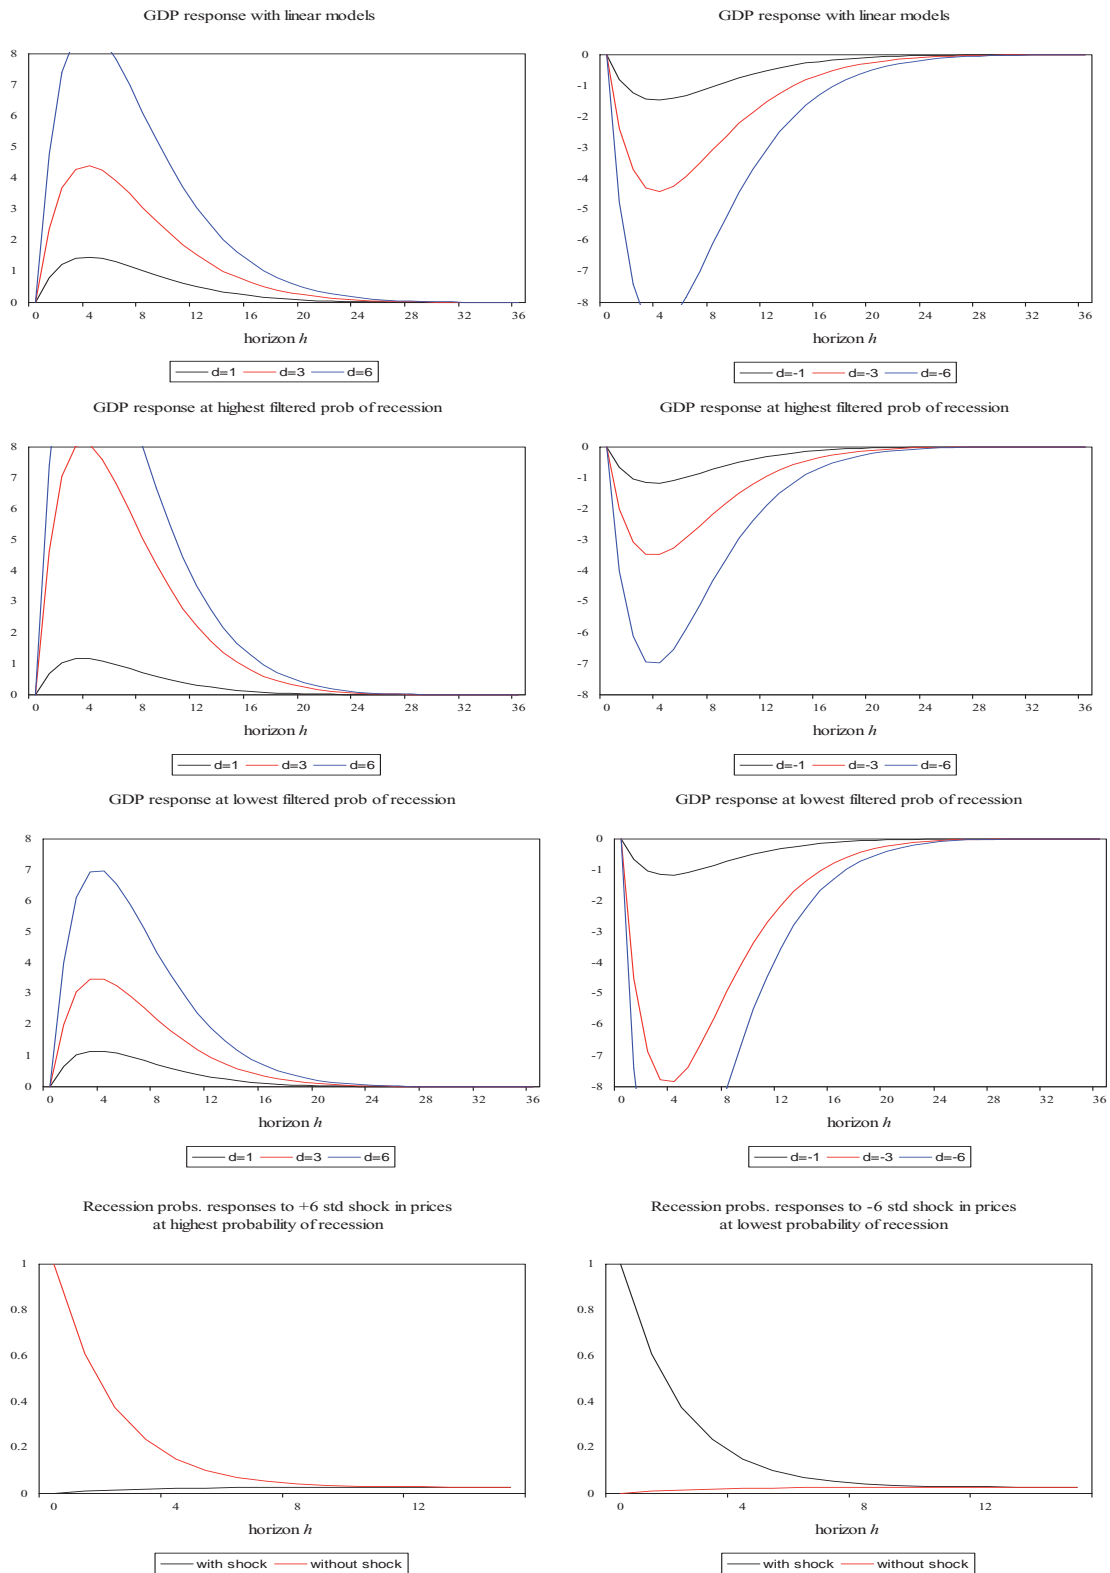 GDP response with linear models
8
7
6
5
4
3
2
1
0
0 4 8 12 16 20 24 28 32 36
horizon h
d=1 d=3 d=6
GDP response with linear models
0
-1
-2
-3
-4
-5
-6
-7
-8
0 4 8 12 16 20 24 28 32 36
horizon h
d=-1 d=-3 d=-6
GDP response at highest filtered prob of recession
8
7
6
5
4
3
2
1
0
0 4 8 12 16 20 24 28 32 36
horizon h
d=1 d=3 d=6
GDP response at highest filtered prob of recession
0
-1
-2
-3
-4
-5
-6
-7
-8
0 4 8 12 16 20 24 28 32 36
horizon h
d=-1 d=-3 d=-6
GDP response at lowest filtered prob of recession
8
7
6
5
4
3
2
1
0
0 4 8 12 16 20 24 28 32 36
horizon h
d=1 d=3 d=6
GDP response at lowest filtered prob of recession
0
-1
-2
-3
-4
-5
-6
-7
-8
0 4 8 12 16 20 24 28 32 36
horizon h
d=-1 d=-3 d=-6
Recession probs. responses to +6 std shock in prices
at highest probability of recession
1
0.8
0.6
0.4
0.2
0
0 4 8 12
horizon h
with shock without shock
Recession probs. responses to -6 std shock in prices
at lowest probability of recession
1
0.8
0.6
0.4
0.2
0
0 4 8 12
horizon h
with shock without shock